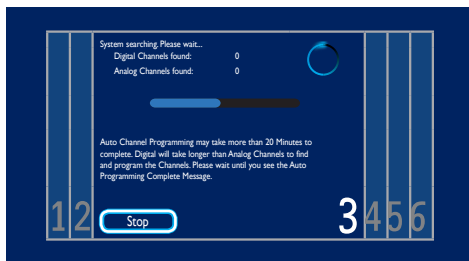 System searching. Please wait...
Digital Channels found: 0
Analog Channels found: 0
Auto Channel Programming may take more than 20 Minutes to
complete. Digital will take longer than Analog Channels to find
and program the Channels. Please wait until you see the Auto
Programming Complete Message.
1 2 Stop 3 4 5 6